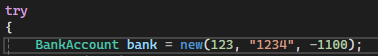 try
{
BankAccount bank = new(123, "1234", -1100);